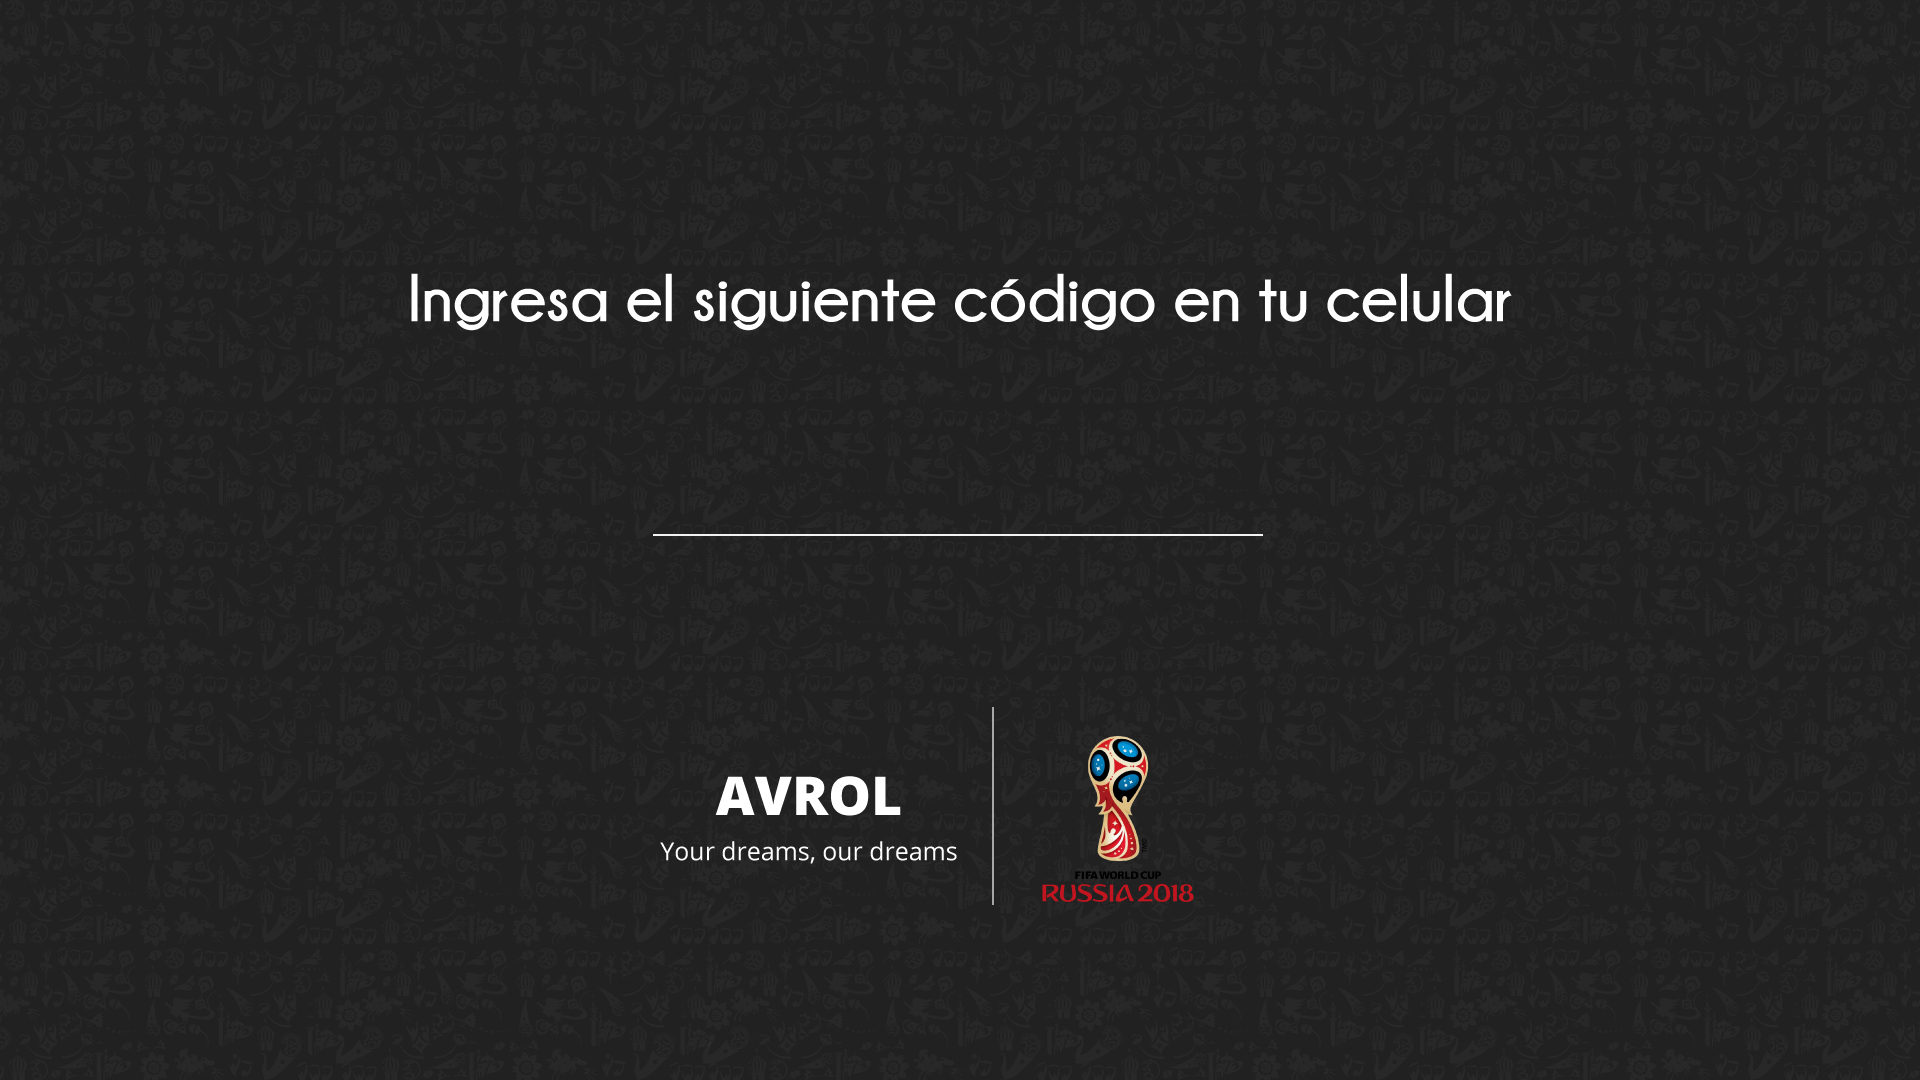 Ingresa el siguiente código en tu celular
AVROL
Your dreams, our dreams
FIFA WORLD CUP
RUSSIA 2018